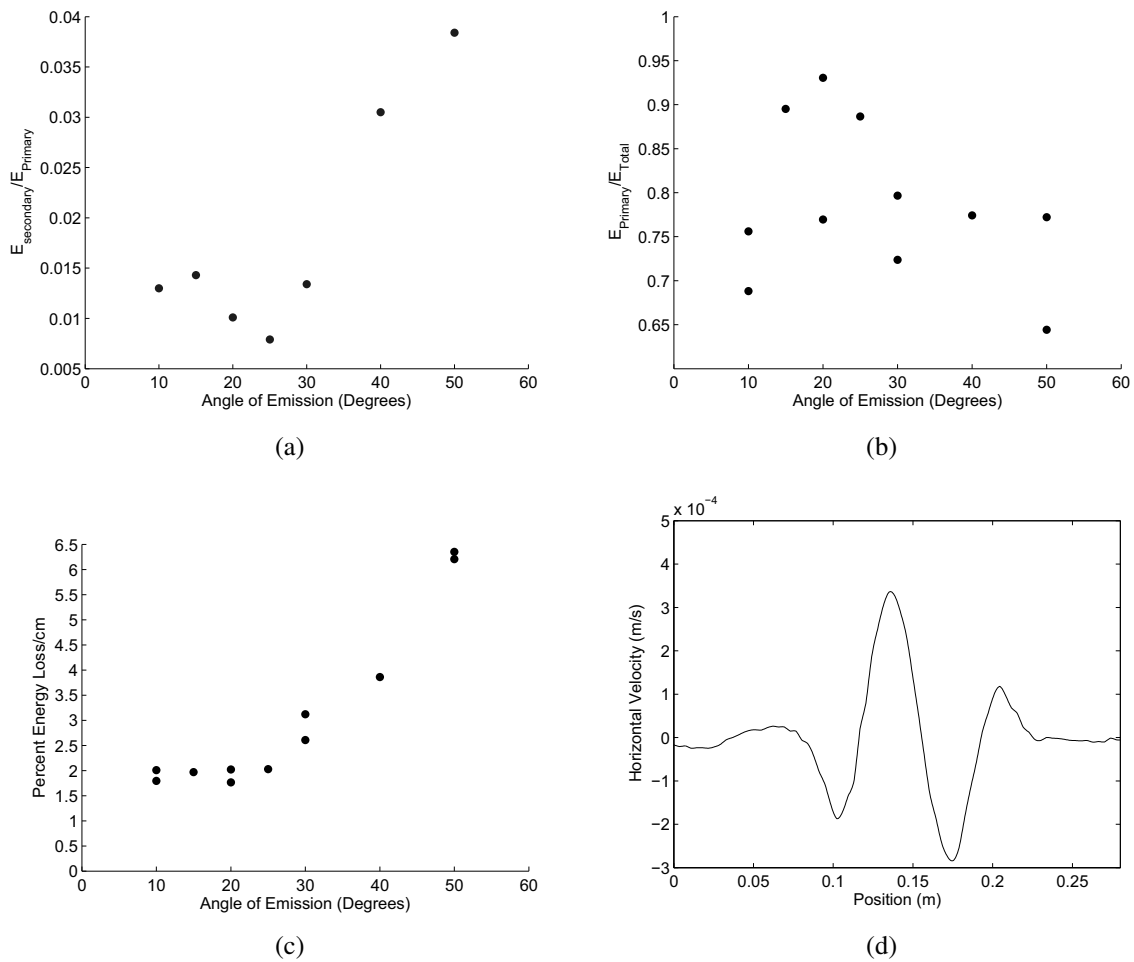 0.04
0.035
0.03
0.025
0.02
0.015
0.01
0.005
E_secondary/E_Primary
0 10 20 30 40 50 60
Angle of Emission (Degrees)
(a)
1
0.95
0.9
0.85
0.8
0.75
0.7
0.65
E_Primary/E_Total
0 10 20 30 40 50 60
Angle of Emission (Degrees)
(b)
6.5
6
5.5
5
4.5
4
3.5
3
2.5
2
1.5
1
0.5
0
Percent Energy Loss/cm
0 10 20 30 40 50 60
Angle of Emission (Degrees)
(c)
x 10^−4
5
4
3
2
1
0
−1
−2
−3
Horizontal Velocity (m/s)
0 0.05 0.1 0.15 0.2 0.25
Position (m)
(d)